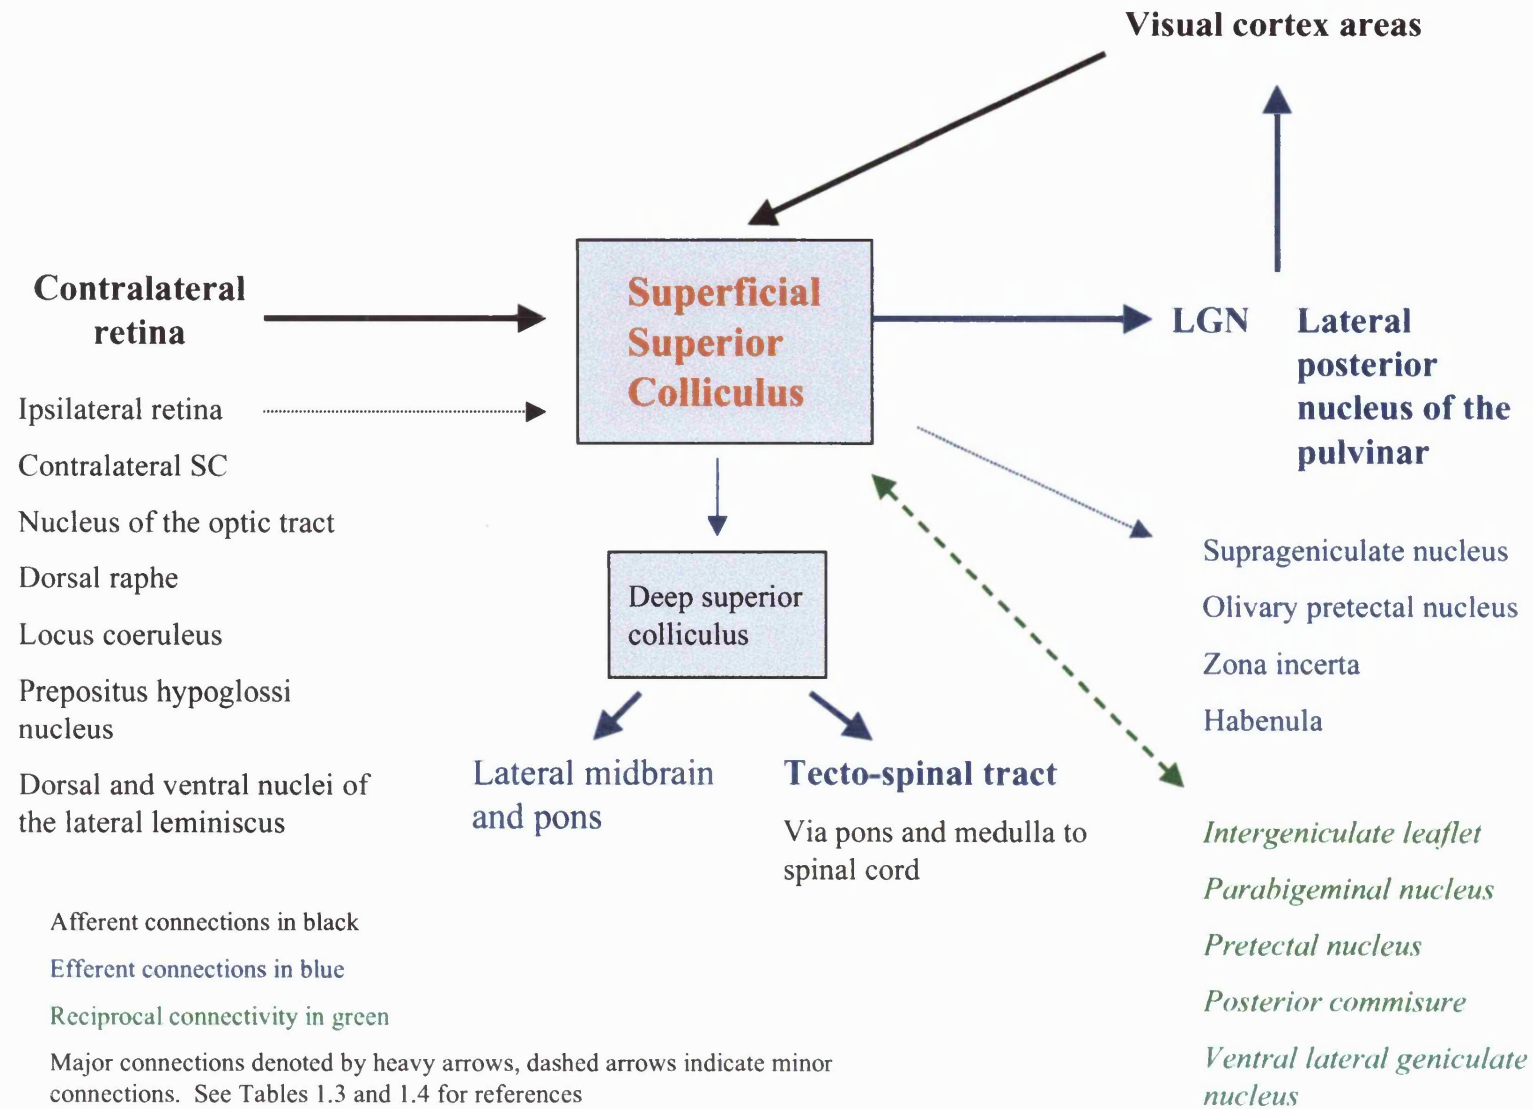 Visual cortex areas
Contralateral
retina
Superficial
Superior
Colliculus
LGN
Lateral
posterior
nucleus of the
pulvinar
Ipsilateral retina
Contralateral SC
Nucleus of the optic tract
Dorsal raphe
Locus coeruleus
Prepositus hypoglossi
nucleus
Dorsal and ventral nuclei of
the lateral leminiscus
Deep superior
colliculus
Suprageniculate nucleus
Olivary pretectal nucleus
Zona incerta
Habenula
Lateral midbrain
and pons
Tecto-spinal tract
Via pons and medulla to
spinal cord
Intergeniculate leaflet
Parabigeminal nucleus
Pretectal nucleus
Posterior commisure
Ventral lateral geniculate
nucleus
Afferent connections in black
Efferent connections in blue
Reciprocal connectivity in green
Major connections denoted by heavy arrows, dashed arrows indicate minor
connections. See Tables 1.3 and 1.4 for references